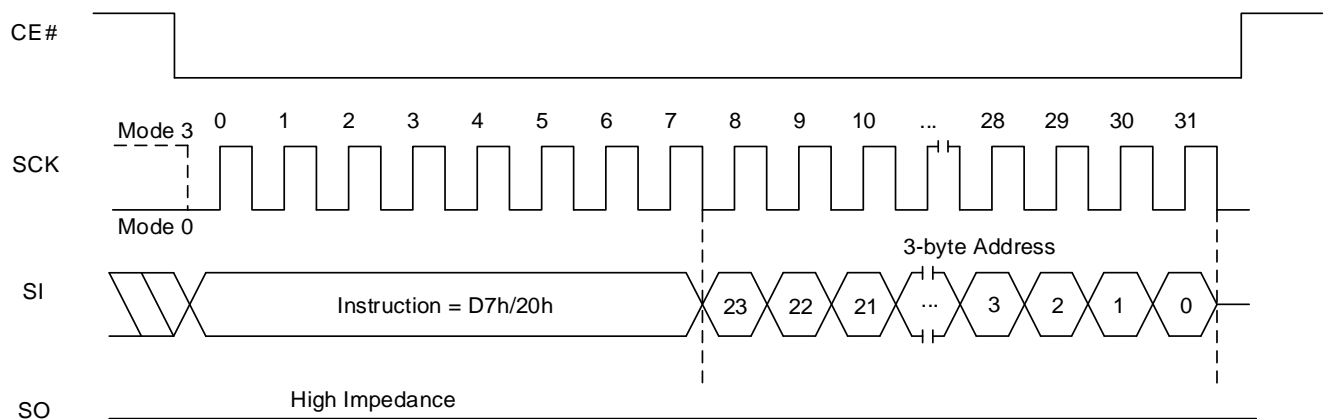 CE#
0 1 2 3 4 5 6 7 8 9 10 ... 28 29 30 31
Mode 3
SCK
Mode 0
3-byte Address
SI
Instruction = D7h/20h 23 22 21 ... 3 2 1 0
High Impedance
SO